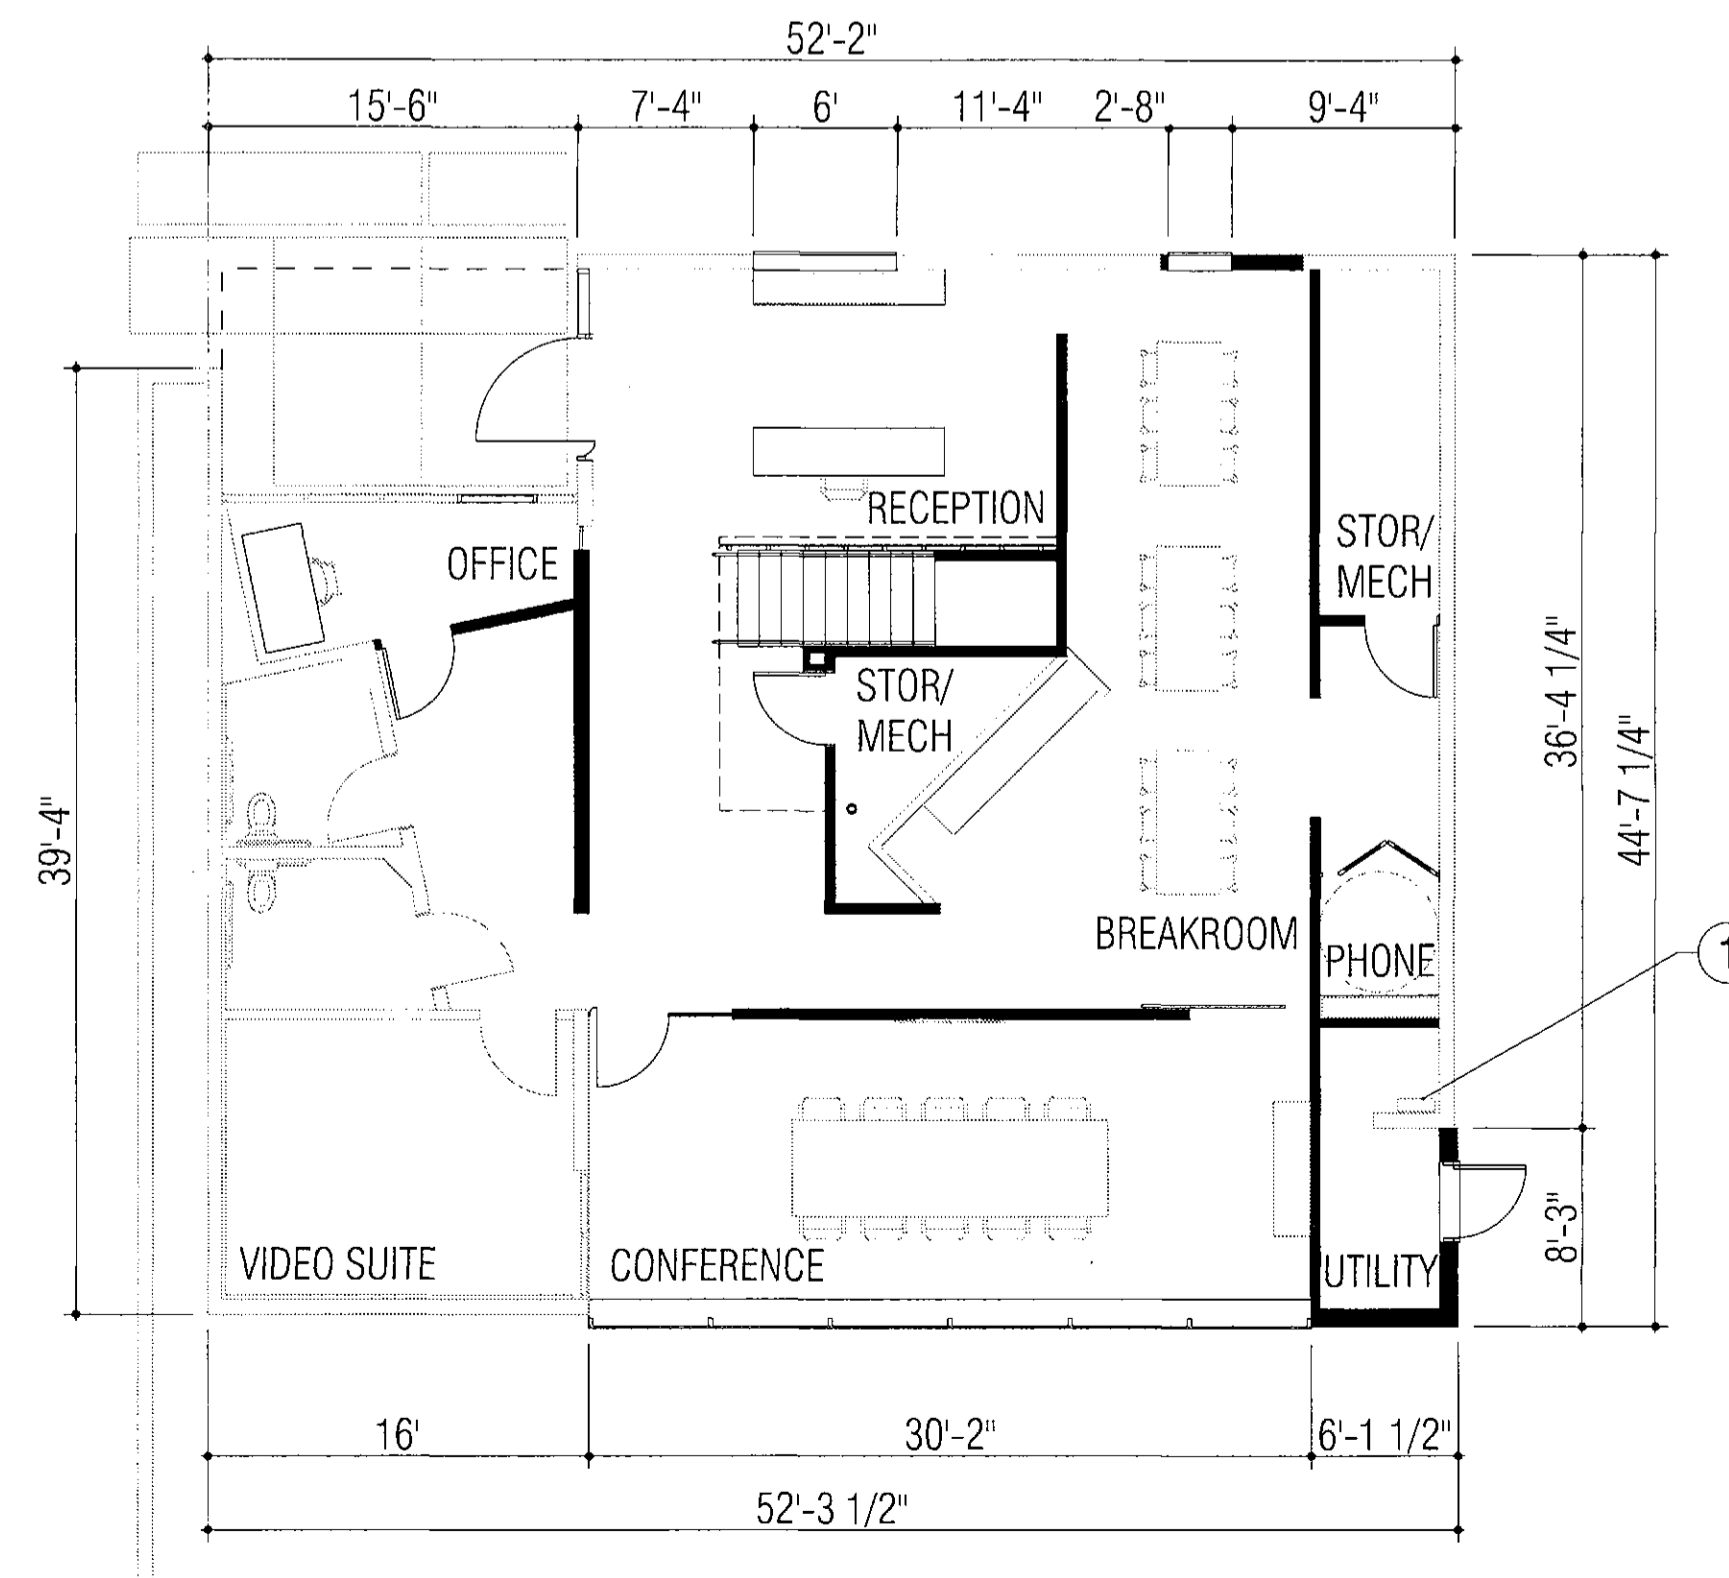 52'-2"
15'-6" 7'-4" 6' 11'-4" 2'-8" 9'-4"
RECEPTION
OFFICE
STOR/
MECH
STOR/
MECH
36'-4 1/4"
44'-7 1/4"
39'-4"
BREAKROOM
PHONE
1
8'-3"
VIDEO SUITE
CONFERENCE
UTILITY
16' 30'-2" 6'-1 1/2"
52'-3 1/2"